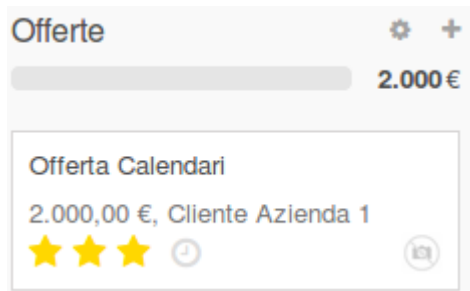 Offerte
2.000 €
Offerta Calendari
2.000,00 €, Cliente Azienda 1